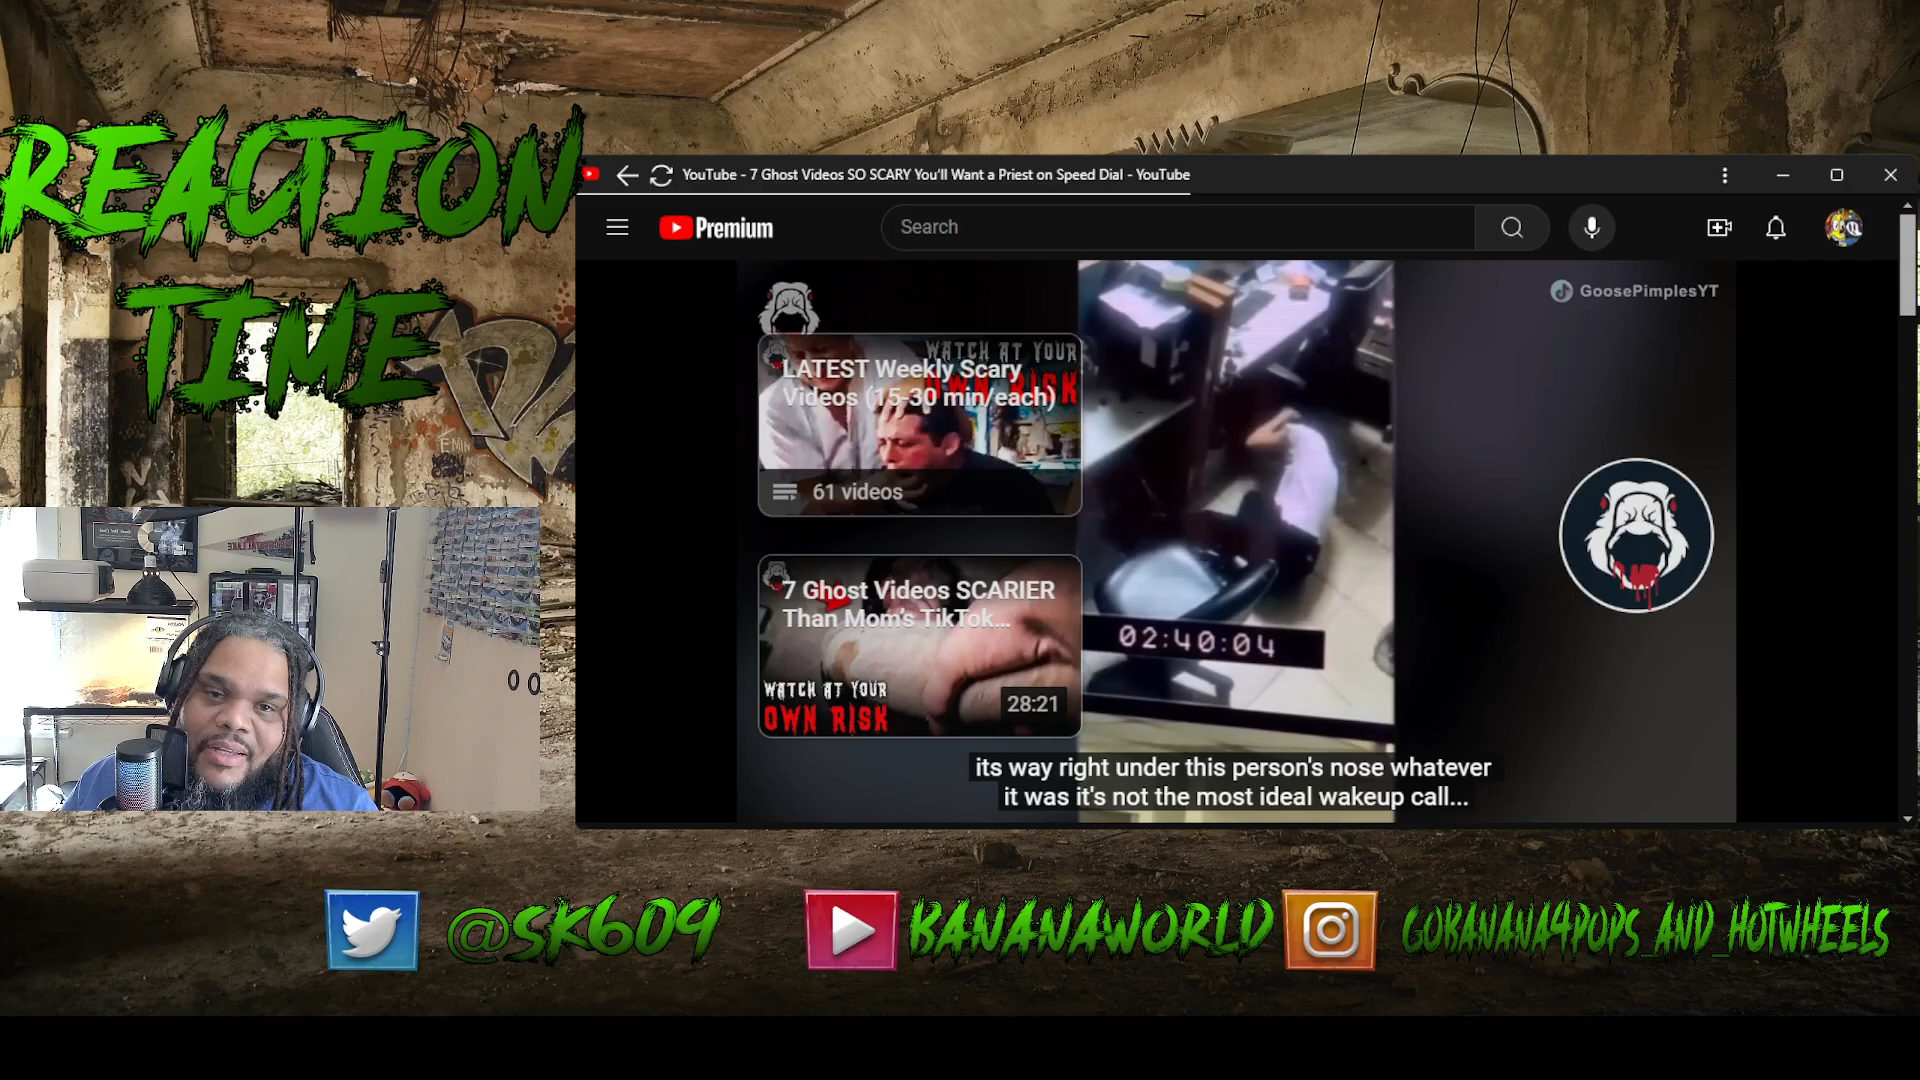 REACTION
TIME
YouTube - 7 Ghost Videos SO SCARY You'll Want a Priest on Speed Dial - YouTube
Premium
Search
GoosePimplesYT
WATCH AT YOUR
OWN RISK
LATEST Weekly Scary
Videos (15-30 min/each)
61 videos
7 Ghost Videos SCARIER
Than Mom's TikTok...
WATCH AT YOUR
OWN RISK
28:21
02:40:04
its way right under this person's nose whatever
it was it's not the most ideal wakeup call...
@SK609
BANANAWORLD
GOBANANA4POPS_AND_HOTWHEELS